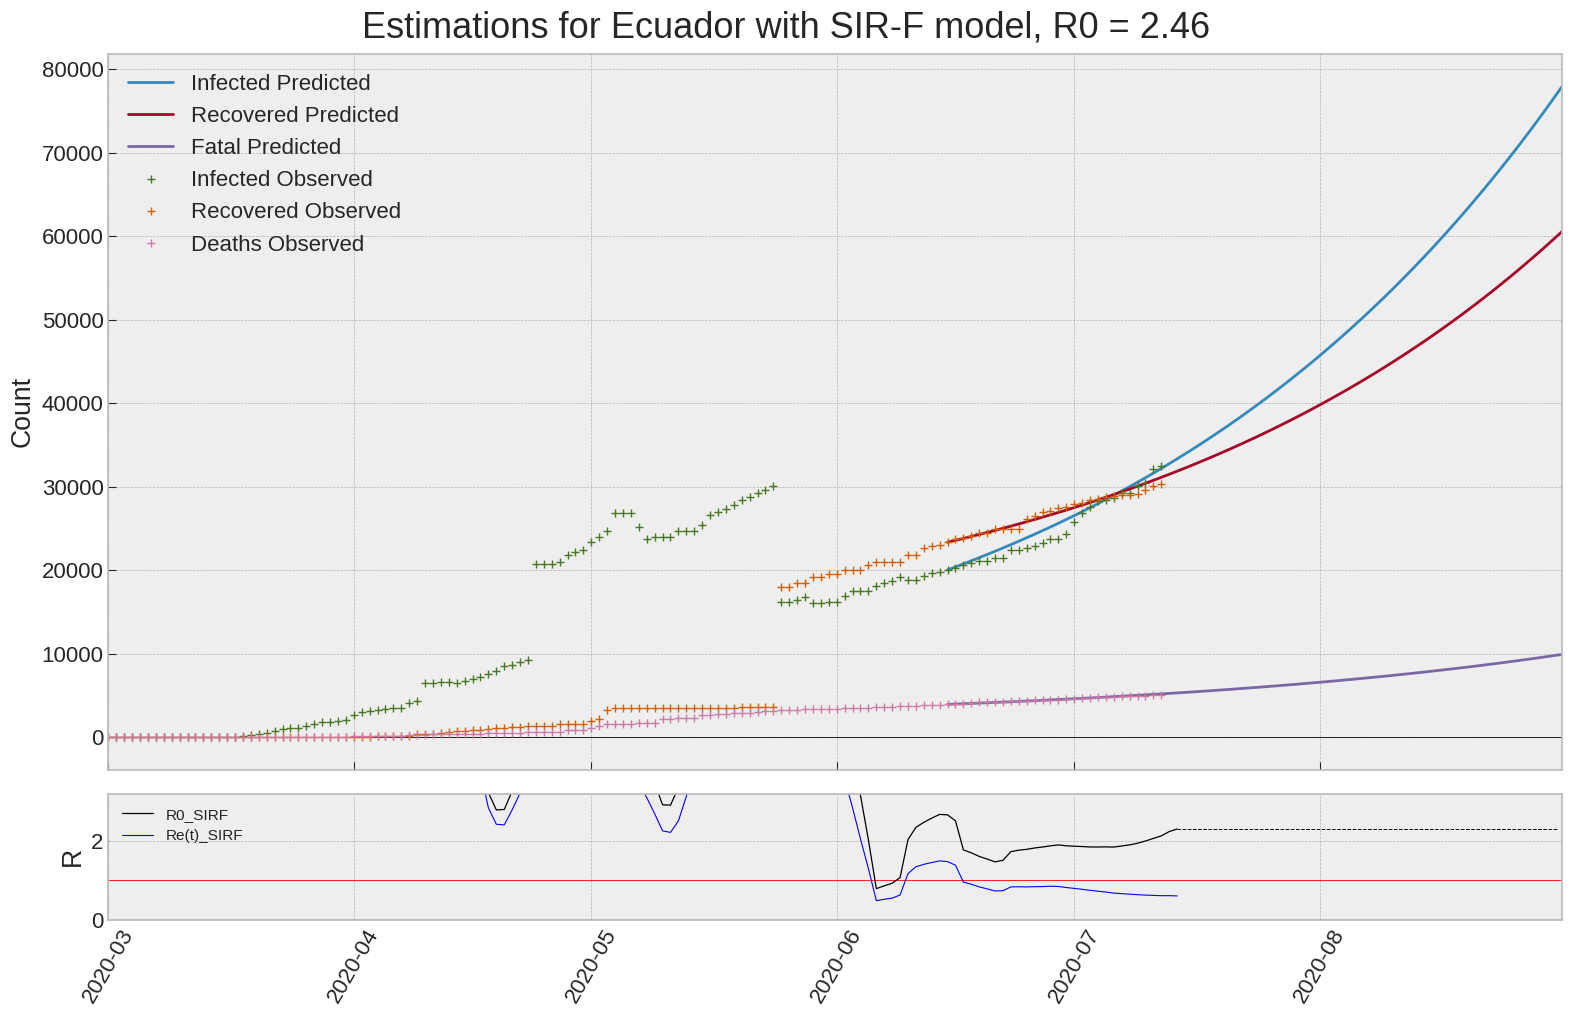 Estimations for Ecuador with SIR-F model, R0 = 2.46
80000
70000
60000
50000
40000
30000
20000
10000
0
Count
Infected Predicted
Recovered Predicted
Fatal Predicted
Infected Observed
Recovered Observed
Deaths Observed
R0_SIRF
Re(t)_SIRF
2
0
R
2020-03
2020-04
2020-05
2020-06
2020-07
2020-08